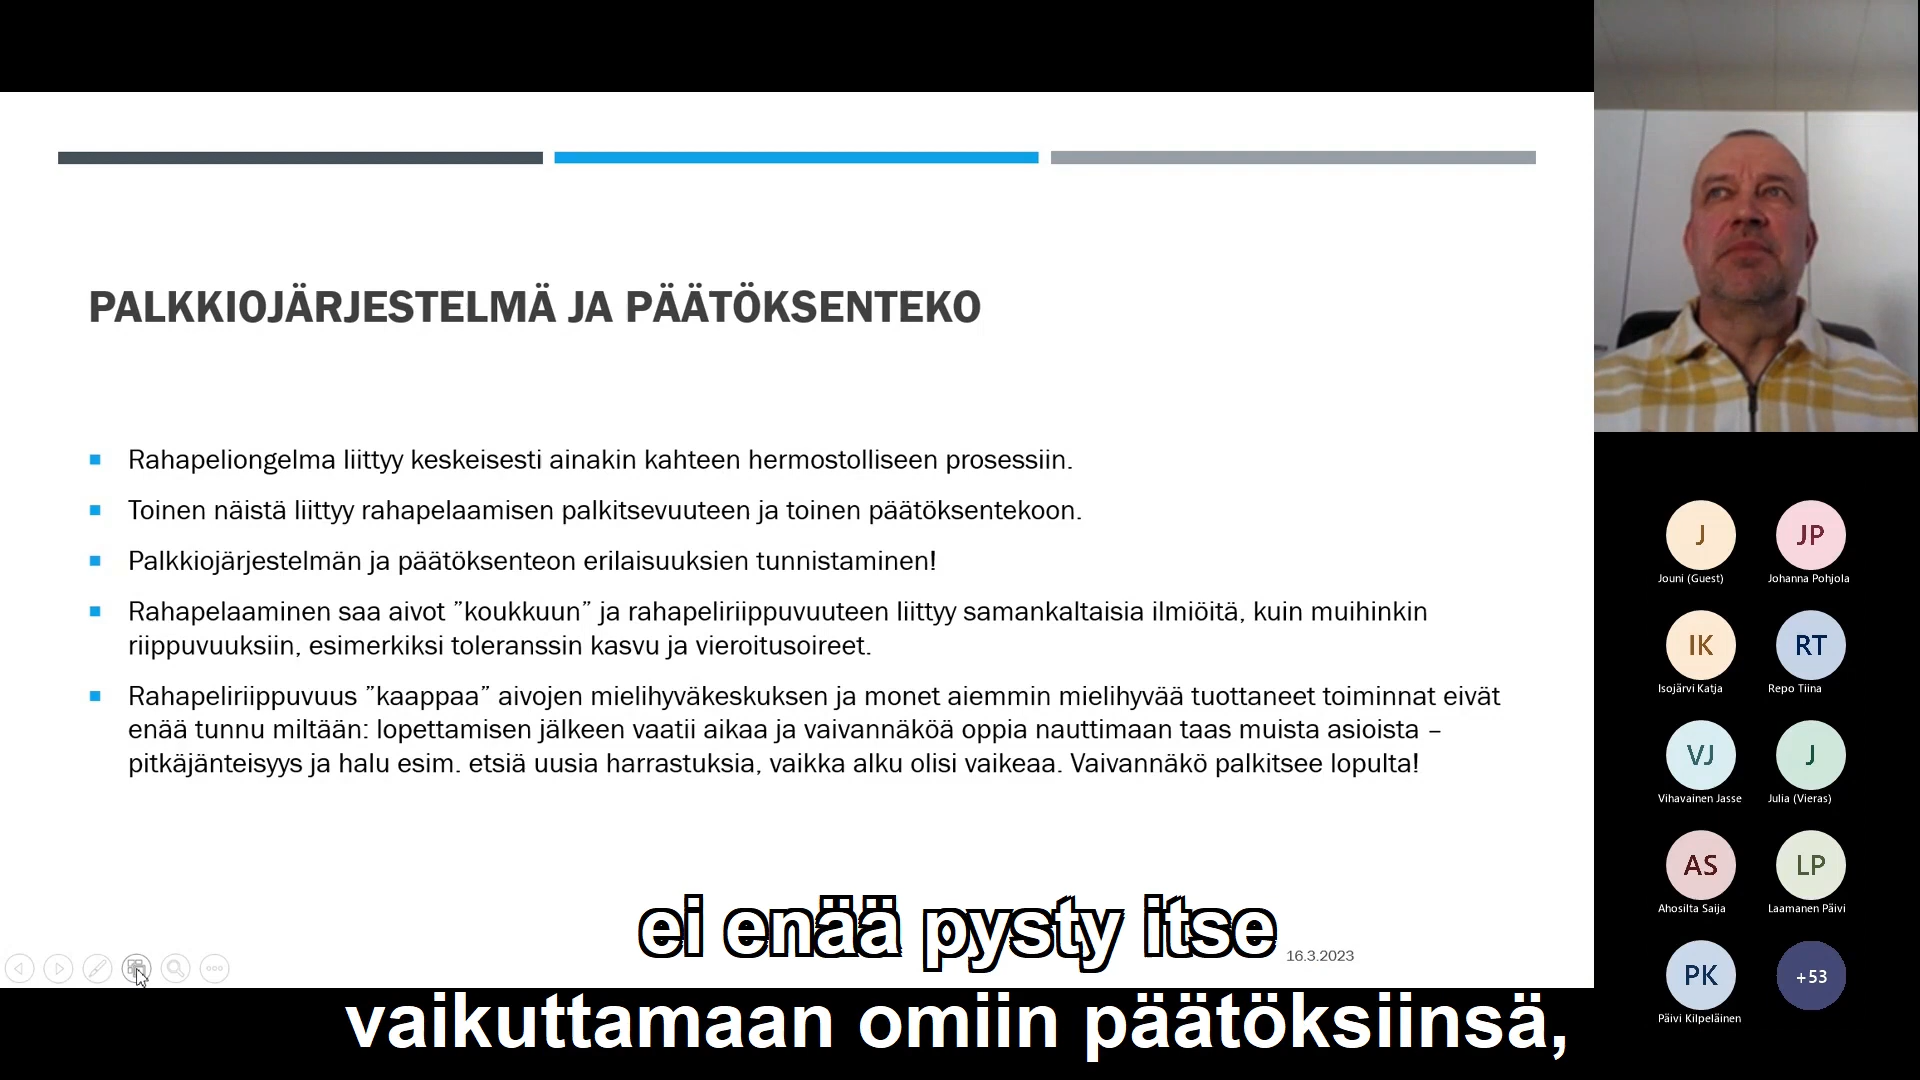 PALKKIOJÄRJESTELMÄ JA PÄÄTÖKSENTEKO
Rahapeliongelma liittyy keskeisesti ainakin kahteen hermostolliseen prosessiin.
Toinen näistä liittyy rahapelaamisen palkitsevuuteen ja toinen päätöksentekoon.
Palkkiojärjestelmän ja päätöksenteon erilaisuuksien tunnistaminen!
Rahapelaaminen saa aivot ”koukkuun” ja rahapeliriippuvuuteen liittyy samankaltaisia ilmiöitä, kuin muihinkin
riippuvuuksiin, esimerkiksi toleranssin kasvu ja vieroitusoireet.
Rahapeliriippuvuus ”kaappaa” aivojen mielihyväkeskuksen ja monet aiemmin mielihyvää tuottaneet toiminnat eivät
enää tunnu miltään: lopettamisen jälkeen vaatii aikaa ja vaivannäköä oppia nauttimaan taas muista asioista –
pitkäjänteisyys ja halu esim. etsiä uusia harrastuksia, vaikka alku olisi vaikeaa. Vaivannäkö palkitsee lopulta!
16.3.2023
ei enää pysty itse
vaikuttamaan omiin päätöksiinsä,
J JP
Jouni (Guest) Johanna Pohjola
IK RT
Isojärvi Katja Repo Tiina
VJ J
Vihavainen Jasse Julia (Vieras)
AS LP
Ahosilta Saija Laamanen Päivi
PK +53
Päivi Kilpeläinen